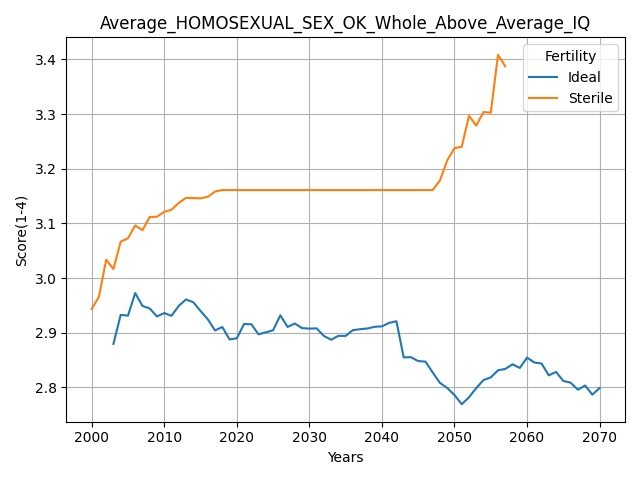 Average_HOMOSEXUAL_SEX_OK_Whole_Above_Average_IQ
Fertility
Ideal
Sterile
Score(1-4)
3.4
3.3
3.2
3.1
3.0
2.9
2.8
2000
2010
2020
2030
2040
2050
2060
2070
Years